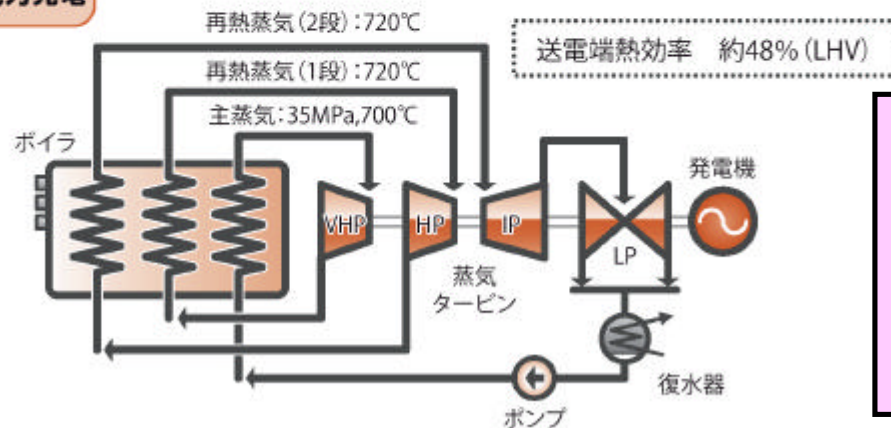 再熱蒸気(2段):720℃
送電端熱効率 約48%(LHV)
再熱蒸気(1段):720℃
主蒸気:35MPa,700℃
ボイラ
発電機
VHP
HP
IP
LP
蒸気
タービン
復水器
ポンプ